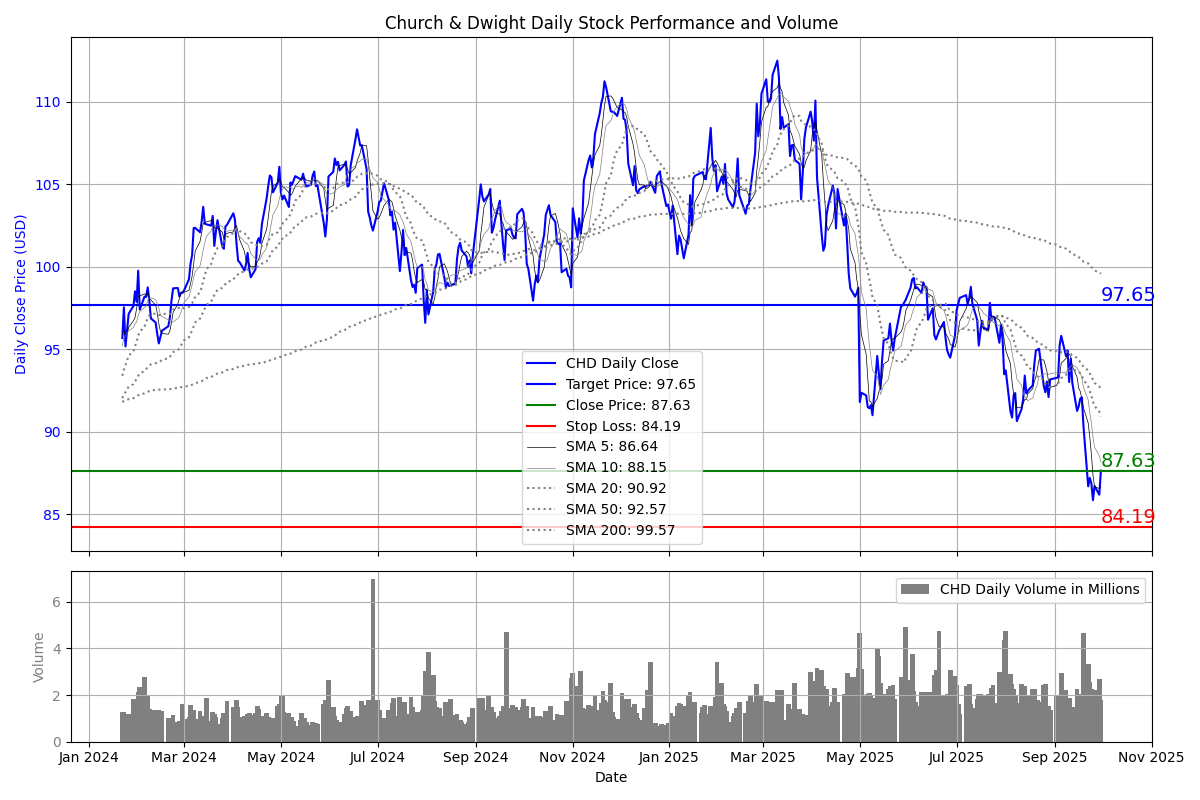 Church & Dwight Daily Stock Performance and Volume
Daily Close Price (USD)
110
105
100
95
90
85
97.65
87.63
84.19
CHD Daily Close
Target Price: 97.65
Close Price: 87.63
Stop Loss: 84.19
SMA 5: 86.64
SMA 10: 88.15
SMA 20: 90.92
SMA 50: 92.57
SMA 200: 99.57
Volume
6
4
2
0
CHD Daily Volume in Millions
Jan 2024 Mar 2024 May 2024 Jul 2024 Sep 2024 Nov 2024 Jan 2025 Mar 2025 May 2025 Jul 2025 Sep 2025 Nov 2025
Date